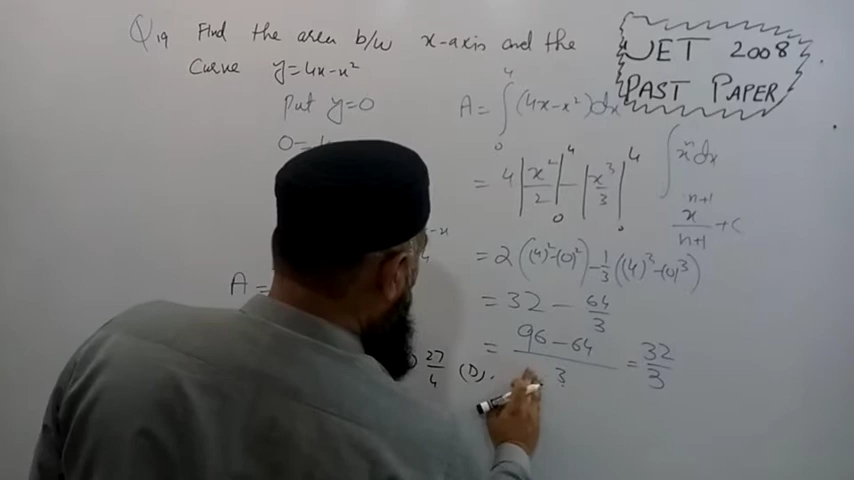 Q19 Find the area b/w x-axis and the
Curve y=4x-x²
UET 2008
PAST PAPER
Put y=0
0=
A=
A= ∫₀⁴ (4x-x²)dx
= 4 |x²/2|₀⁴ - |x³/3|₀⁴
∫xⁿdx
xⁿ⁺¹/n+1 +C
= 2((4)²-(0)²) - 1/3((4)³-(0)³)
= 32 - 64/3
= 96-64/3 = 32/3
27/4 (D).